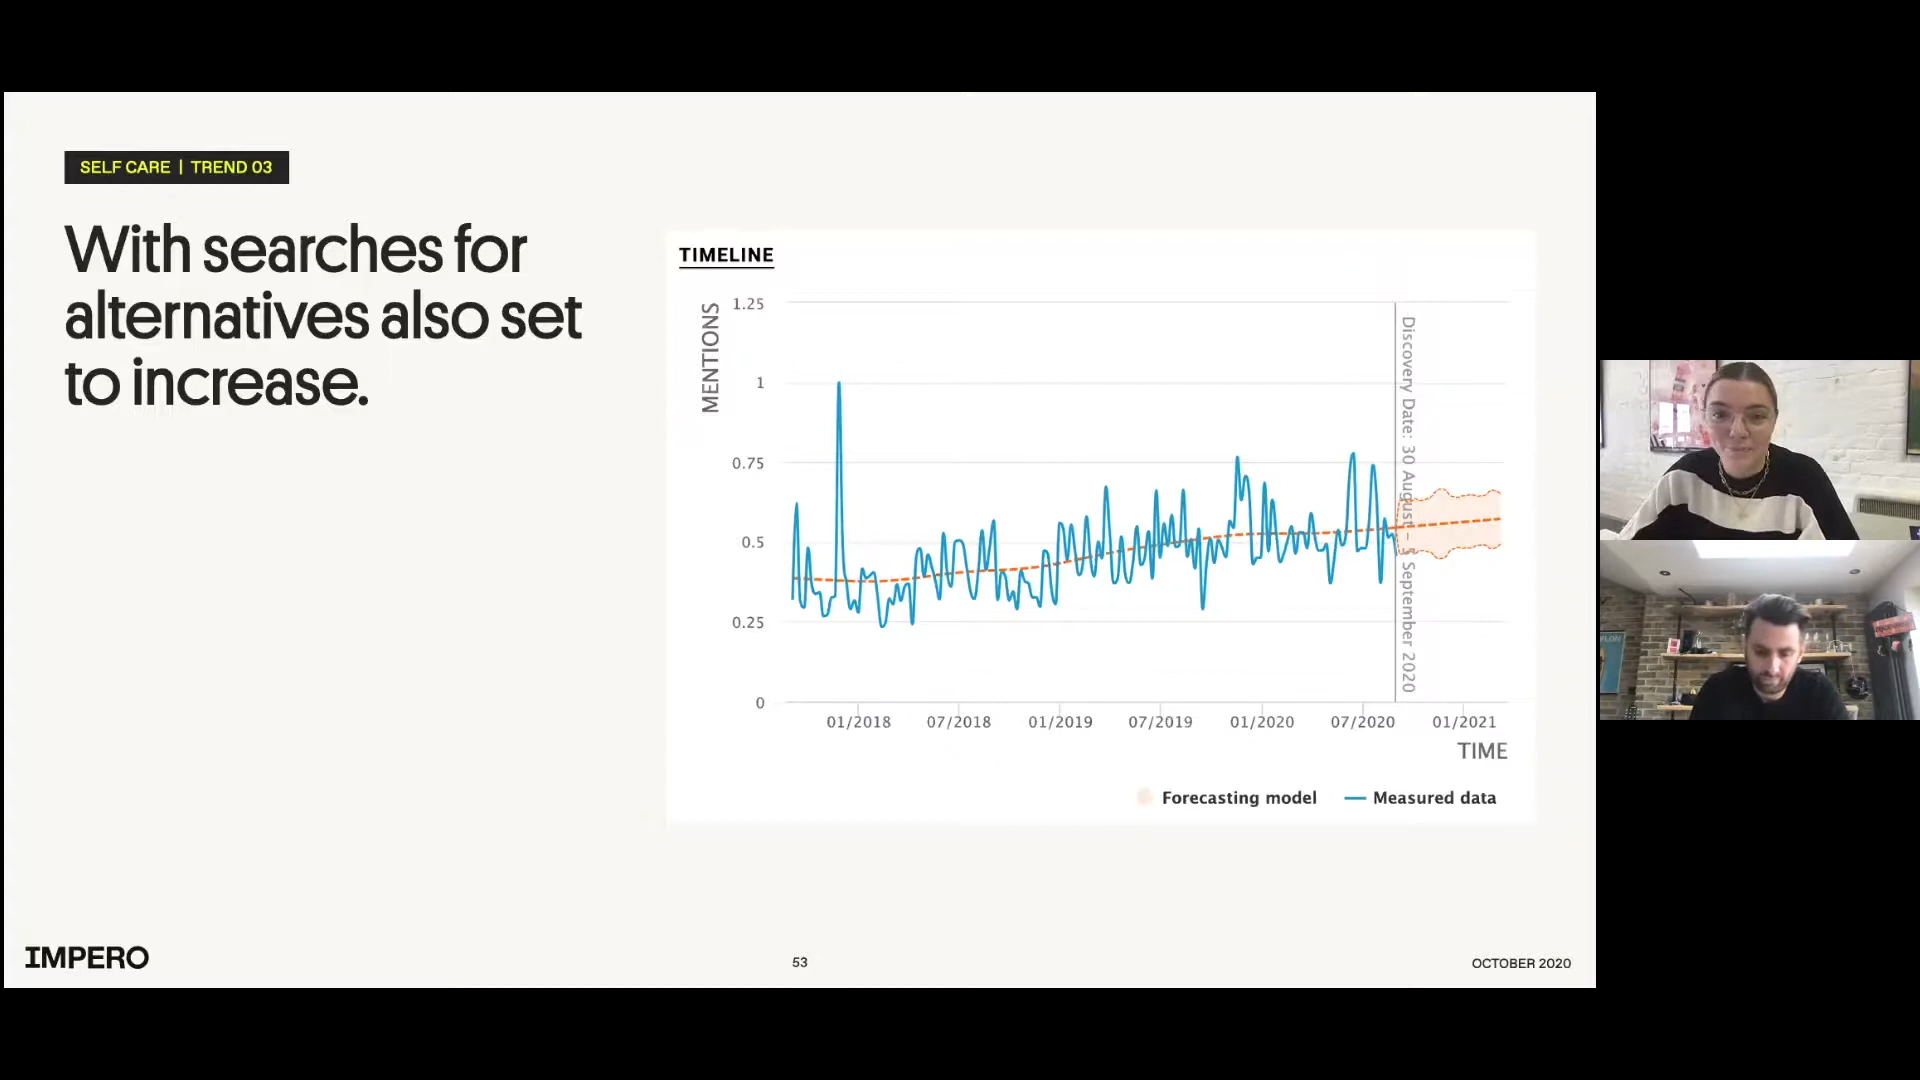 SELF CARE | TREND 03
With searches for
alternatives also set
to increase.
TIMELINE
MENTIONS
1.25
1
0.75
0.5
0.25
0
Discovery Date: 30 August – 5 September 2020
01/2018 07/2018 01/2019 07/2019 01/2020 07/2020 01/2021
TIME
Forecasting model Measured data
IMPERO
53
OCTOBER 2020